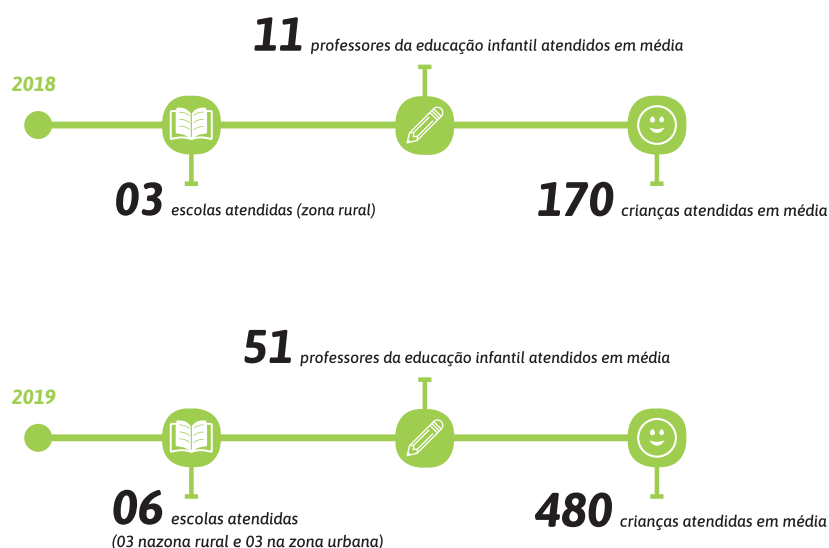 11 professores da educação infantil atendidos em média
2018
03 escolas atendidas (zona rural)
170 crianças atendidas em média
51 professores da educação infantil atendidos em média
2019
06 escolas atendidas
(03 nazona rural e 03 na zona urbana)
480 crianças atendidas em média